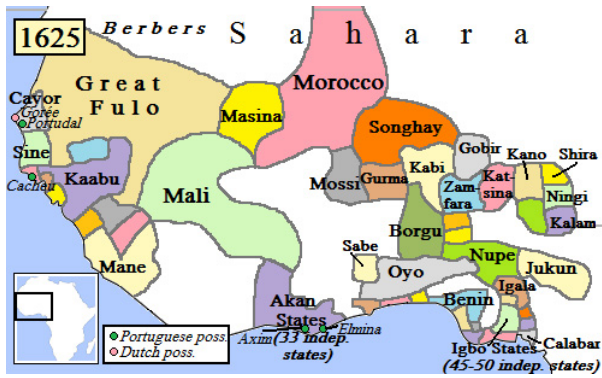 1625
Berbers
Sahara
Great
Fulo
Morocco
Masina
Cayor
Gorée
Portudal
Songhay
Gobir
Kano
Shira
Sine
Kaabu
Mossi
Gurma
Kabi
Zam-
fara
Kat-
sina
Ningi
Cacheu
Mali
Kalam
Borgu
Mane
Sabe
Oyo
Nupe
Jukun
Igala
Akan
States
(33 indep.
states)
Axim
Elmina
Benin
Igbo States
(45-50 indep. states)
Calabar
Portuguese poss.
Dutch poss.